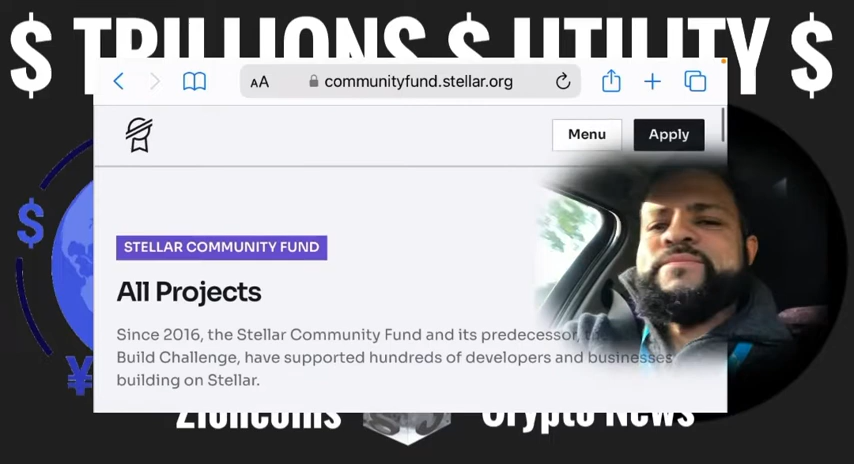 $ TRILLIONS $ UTILITY $
AA communityfund.stellar.org
Menu Apply
$
STELLAR COMMUNITY FUND
All Projects
Since 2016, the Stellar Community Fund and its predecessor,
Build Challenge, have supported hundreds of developers and businesses
building on Stellar.
¥
Zioncoins Crypto News